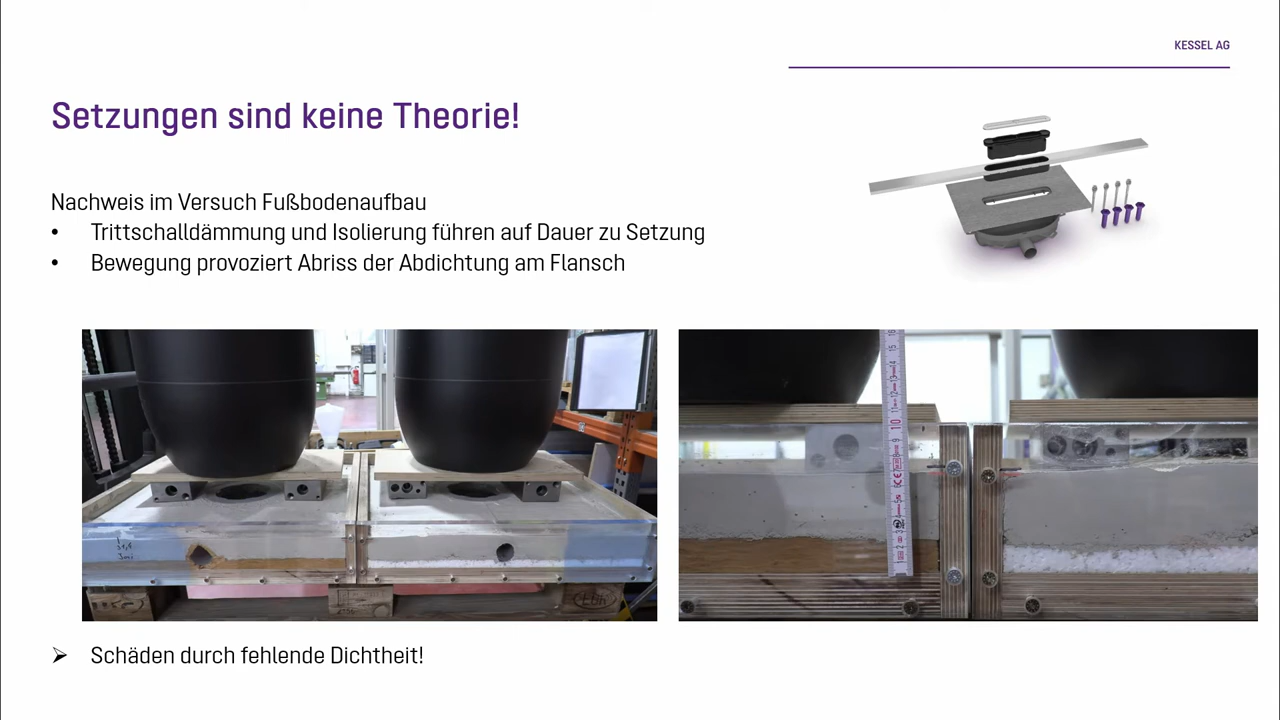 KESSEL AG
Setzungen sind keine Theorie!
Nachweis im Versuch Fußbodenaufbau
• Trittschalldämmung und Isolierung führen auf Dauer zu Setzung
• Bewegung provoziert Abriss der Abdichtung am Flansch
➢ Schäden durch fehlende Dichtheit!